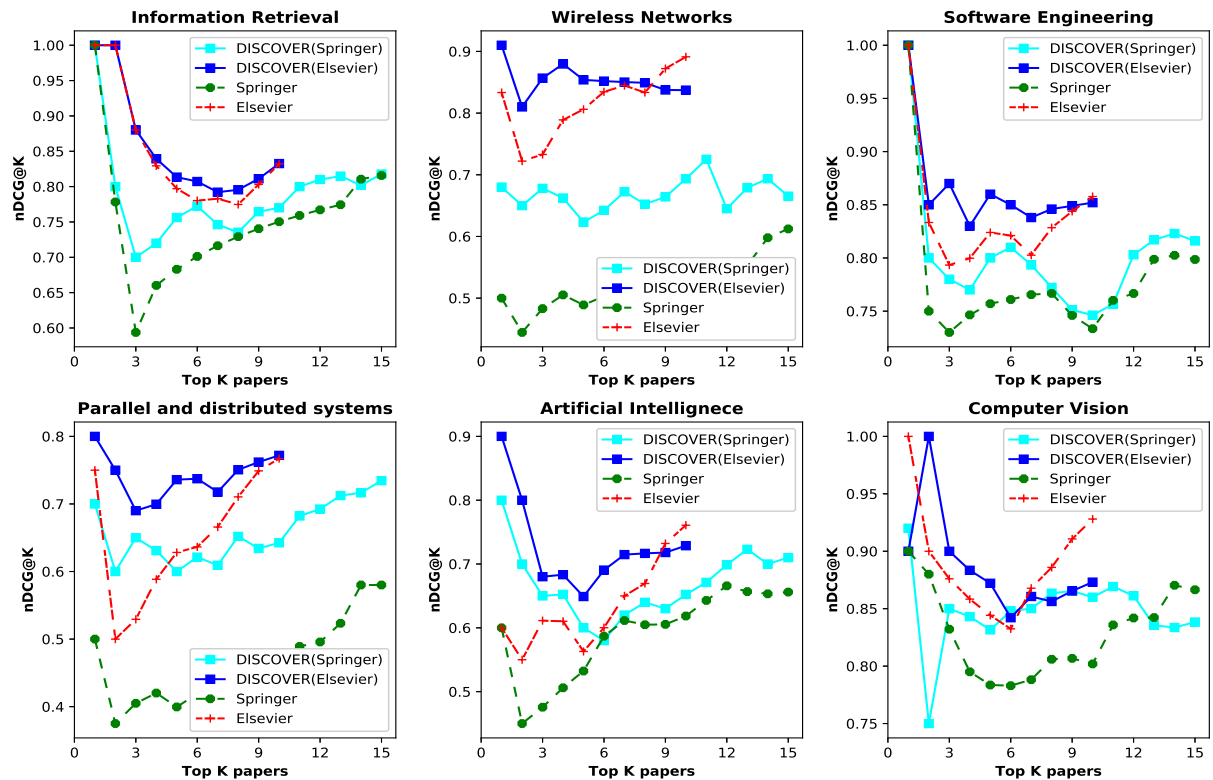 Information Retrieval
1.00
0.95
0.90
0.85
0.80
0.75
0.70
0.65
0.60
nDCG@K
0
3
6
9
12
15
Top K papers
DISCOVER(Springer)
DISCOVER(Elsevier)
Springer
Elsevier
Wireless Networks
0.9
0.8
0.7
0.6
0.5
nDCG@K
0
3
6
9
12
15
Top K papers
DISCOVER(Springer)
DISCOVER(Elsevier)
Springer
Elsevier
Software Engineering
1.00
0.95
0.90
0.85
0.80
0.75
nDCG@K
0
3
6
9
12
15
Top K papers
DISCOVER(Springer)
DISCOVER(Elsevier)
Springer
Elsevier
Parallel and distributed systems
0.8
0.7
0.6
0.5
0.4
nDCG@K
0
3
6
9
12
15
Top K papers
DISCOVER(Springer)
DISCOVER(Elsevier)
Springer
Elsevier
Artificial Intellignece
0.9
0.8
0.7
0.6
0.5
nDCG@K
0
3
6
9
12
15
Top K papers
DISCOVER(Springer)
DISCOVER(Elsevier)
Springer
Elsevier
Computer Vision
1.00
0.95
0.90
0.85
0.80
0.75
nDCG@K
0
3
6
9
12
15
Top K papers
DISCOVER(Springer)
DISCOVER(Elsevier)
Springer
Elsevier